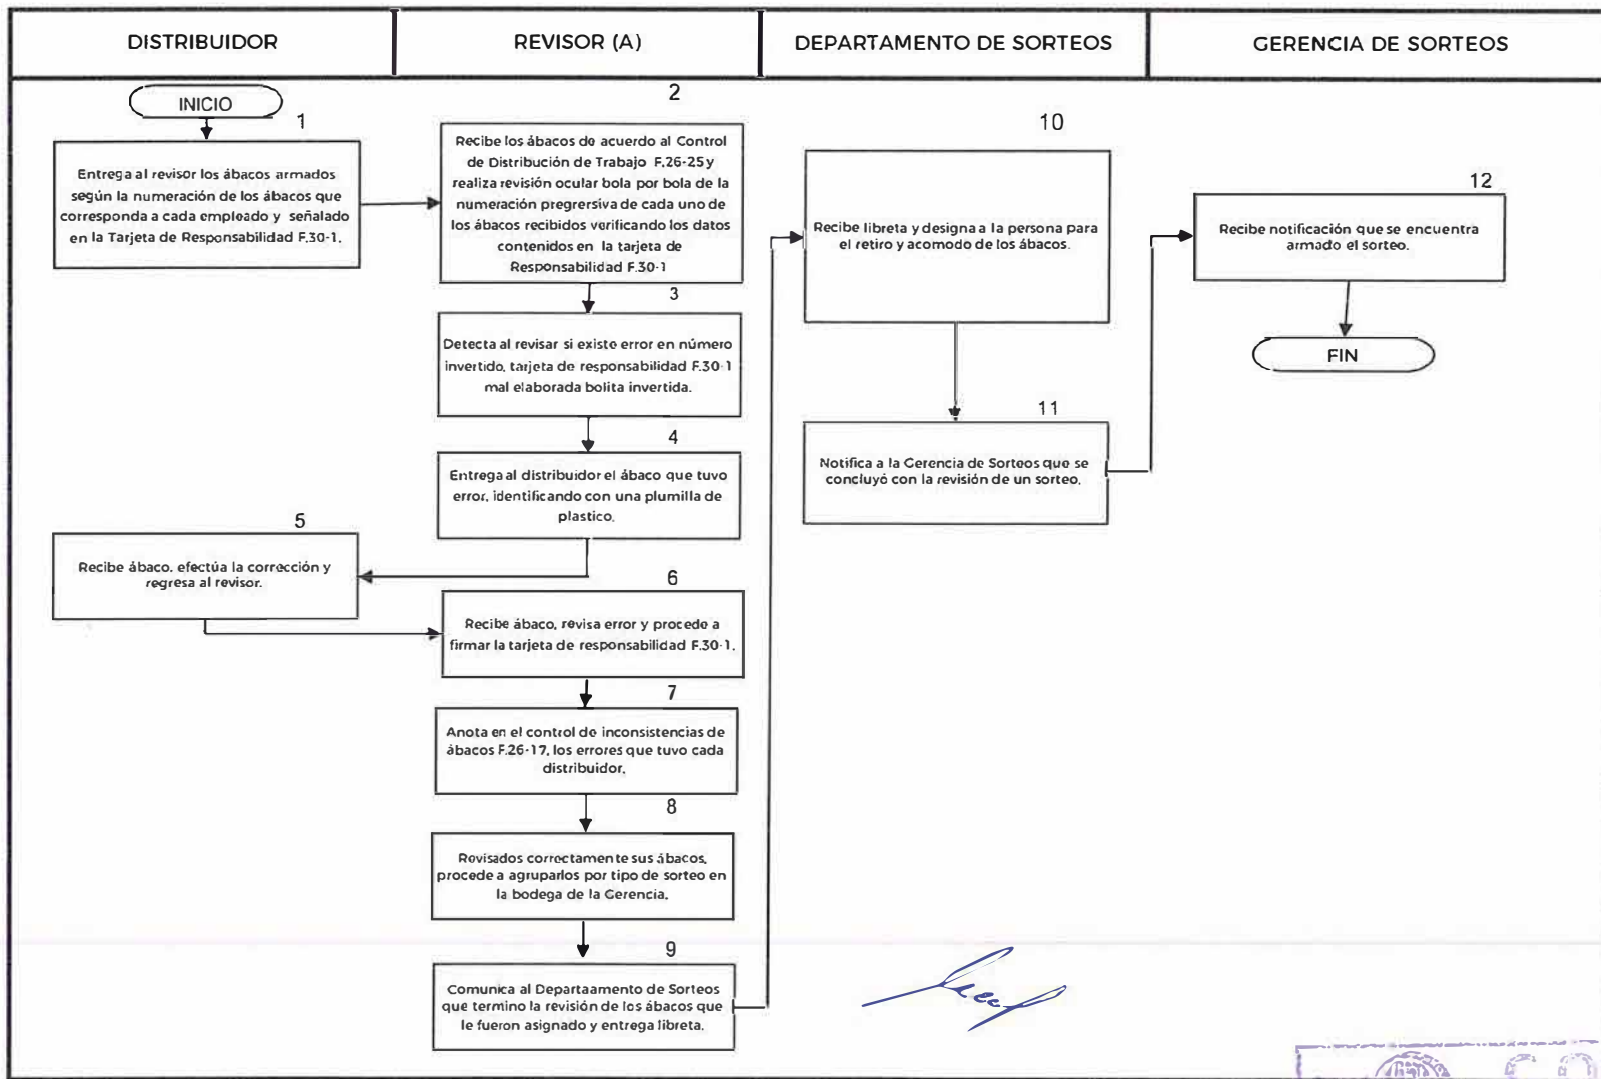 DISTRIBUIDOR
REVISOR (A)
DEPARTAMENTO DE SORTEOS
GERENCIA DE SORTEOS
INICIO
1
Entrega al revisor los ábacos armados
según la numeración de los ábacos que
corresponda a cada empleado y señalado
en la Tarjeta de Responsabilidad F.30-1.
2
Recibe los ábacos de acuerdo al Control
de Distribución de Trabajo F.26-25 y
realiza revisión ocular bola por bola de la
numeración pregrersiva de cada uno de
los ábacos recibidos verificando los datos
contenidos en la tarjeta de
Responsabilidad F.30-1
3
Detecta al revisar si existe error en número
invertido, tarjeta de responsabilidad F.30-1
mal elaborada bolita invertida.
4
Entrega al distribuidor el ábaco que tuvo
error, identificando con una plumilla de
plastico.
5
Recibe ábaco, efectúa la corrección y
regresa al revisor.
6
Recibe ábaco, revisa error y procede a
firmar la tarjeta de responsabilidad F.30-1.
7
Anota en el control de inconsistencias de
ábacos F.26-17, los errores que tuvo cada
distribuidor.
8
Revisados correctamente sus ábacos,
procede a agruparlos por tipo de sorteo en
la bodega de la Gerencia.
9
Comunica al Departaamento de Sorteos
que termino la revisión de los ábacos que
le fueron asignado y entrega libreta.
10
Recibe libreta y designa a la persona para
el retiro y acomodo de los ábacos.
11
Notifica a la Gerencia de Sorteos que se
concluyó con la revisión de un sorteo.
12
Recibe notificación que se encuentra
armado el sorteo.
FIN